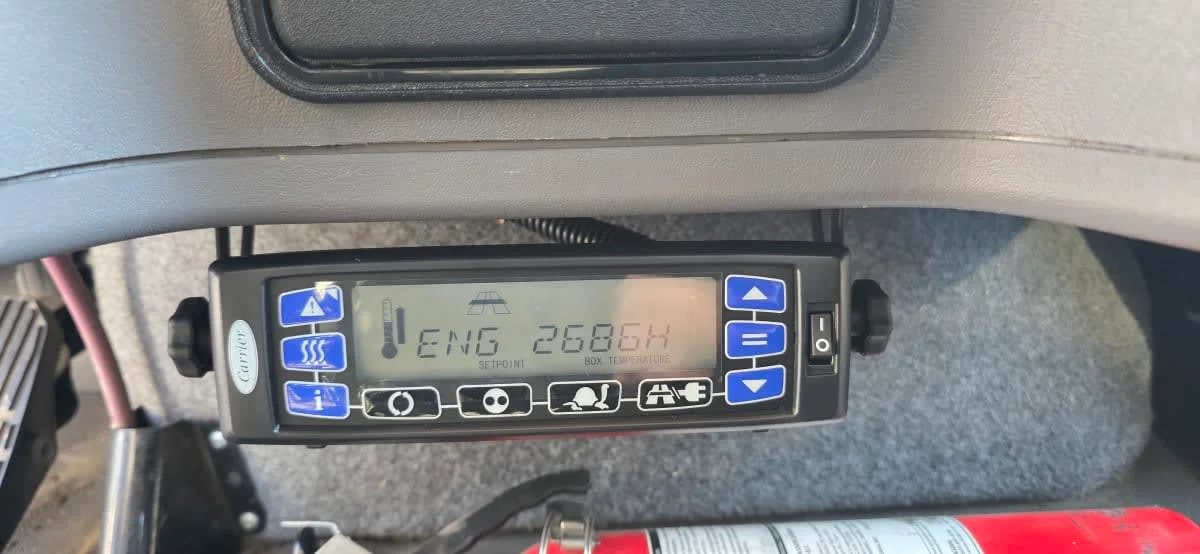 ENG 2686H
SETPOINT BOX TEMPERATURE
Carrier
i
I
O